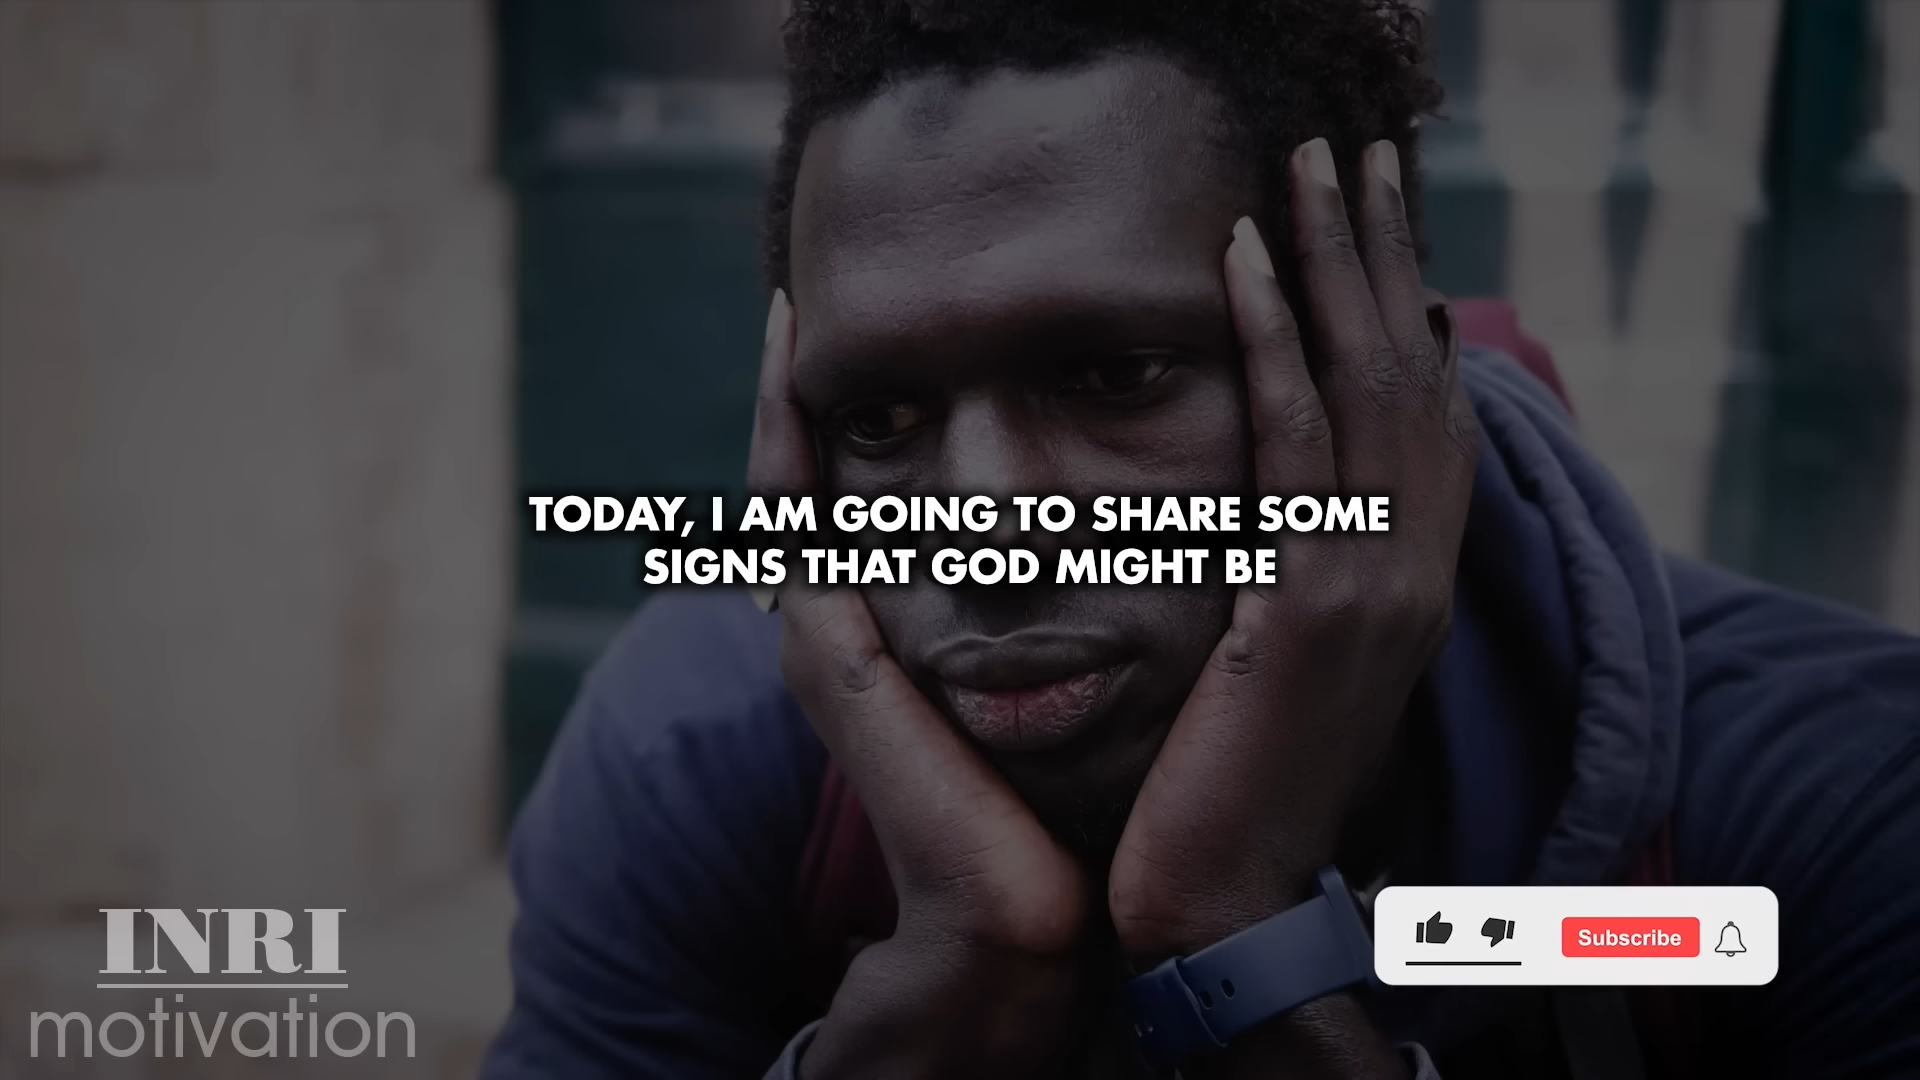 TODAY, I AM GOING TO SHARE SOME
SIGNS THAT GOD MIGHT BE
INRI
motivation
Subscribe